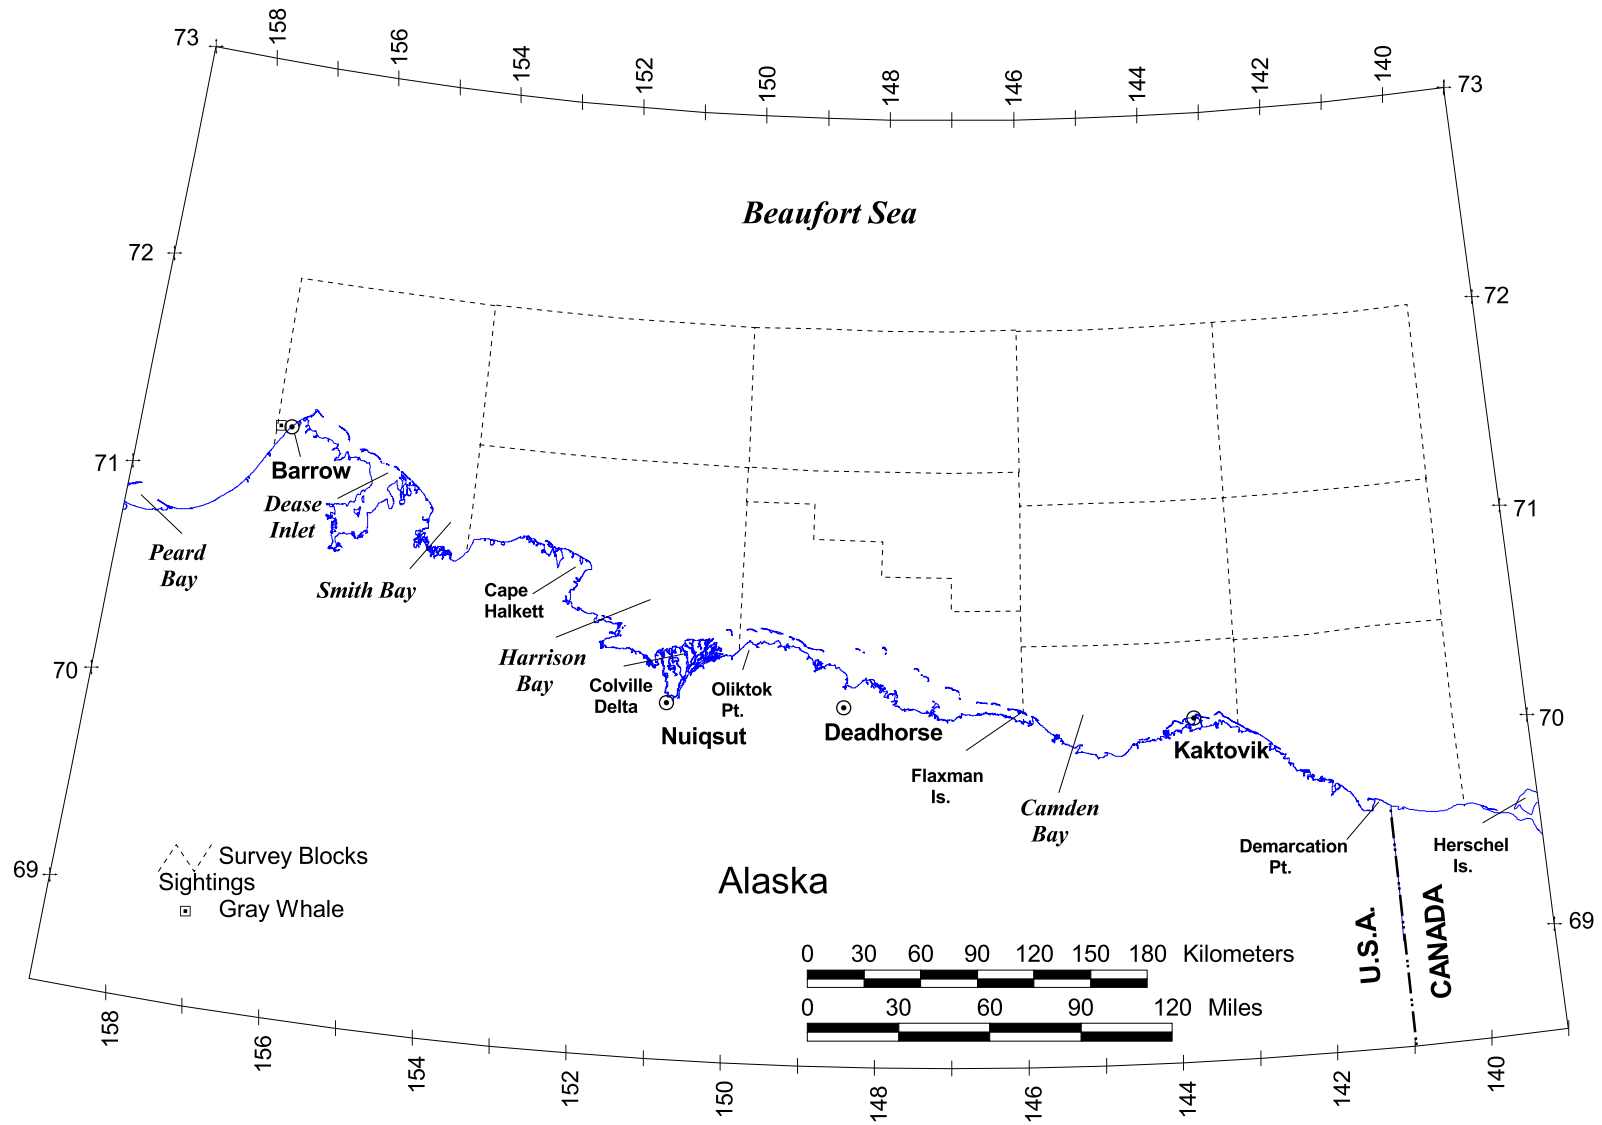 158
156
154
152
150
148
146
144
142
140
73
73
Beaufort Sea
72
72
71
71
Barrow
Dease
Inlet
Peard
Bay
Smith Bay
Cape
Halkett
Harrison
Bay
Colville
Delta
Oliktok
Pt.
Nuiqsut
Deadhorse
Kaktovik
70
70
Flaxman
Is.
Camden
Bay
Demarcation
Pt.
Herschel
Is.
Survey Blocks
Sightings
Gray Whale
69
69
Alaska
U.S.A.
CANADA
0 30 60 90 120 150 180 Kilometers
0 30 60 90 120 Miles
158
156
154
152
150
148
146
144
142
140